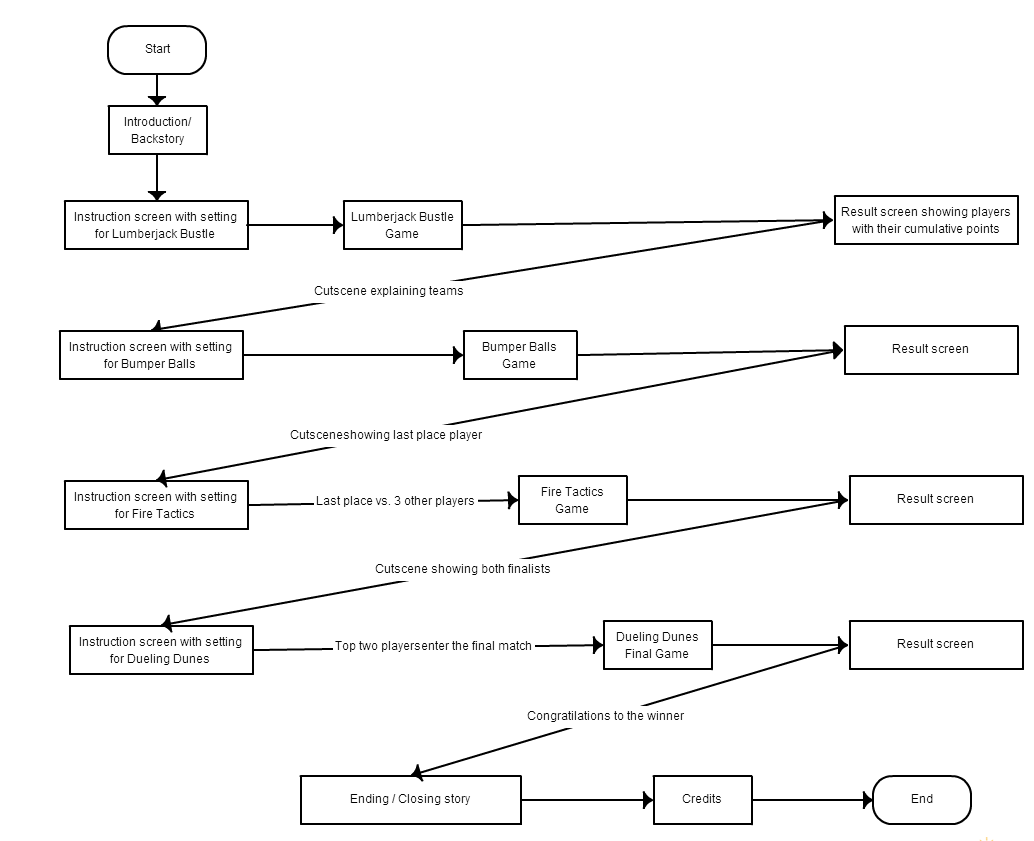 Start
Introduction/
Backstory
Instruction screen with setting
for Lumberjack Bustle
Lumberjack Bustle
Game
Result screen showing players
with their cumulative points
Cutscene explaining teams
Instruction screen with setting
for Bumper Balls
Bumper Balls
Game
Result screen
Cutsceneshowing last place player
Instruction screen with setting
for Fire Tactics
Last place vs. 3 other players
Fire Tactics
Game
Result screen
Cutscene showing both finalists
Instruction screen with setting
for Dueling Dunes
Top two playersenter the final match
Dueling Dunes
Final Game
Result screen
Congratilations to the winner
Ending / Closing story
Credits
End